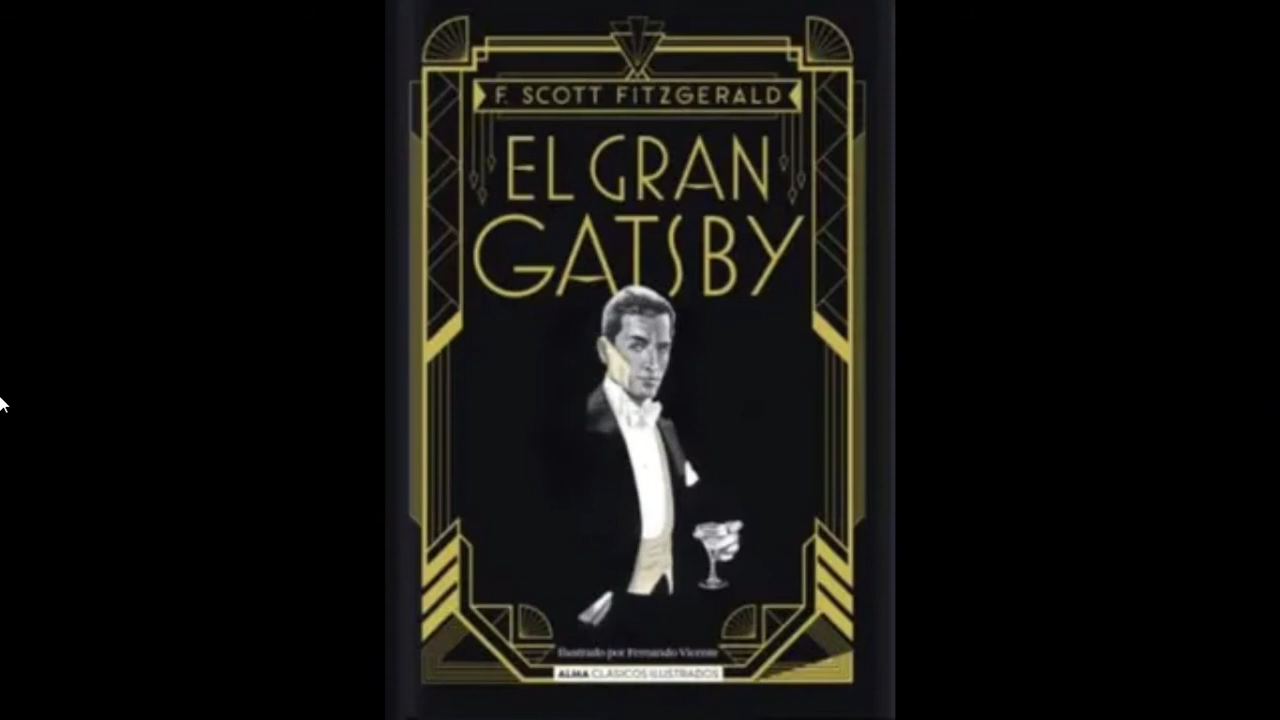 F. SCOTT FITZGERALD
EL GRAN
GATSBY
Ilustrado por Fernando Vicente
ALMA CLÁSICOS ILUSTRADOS